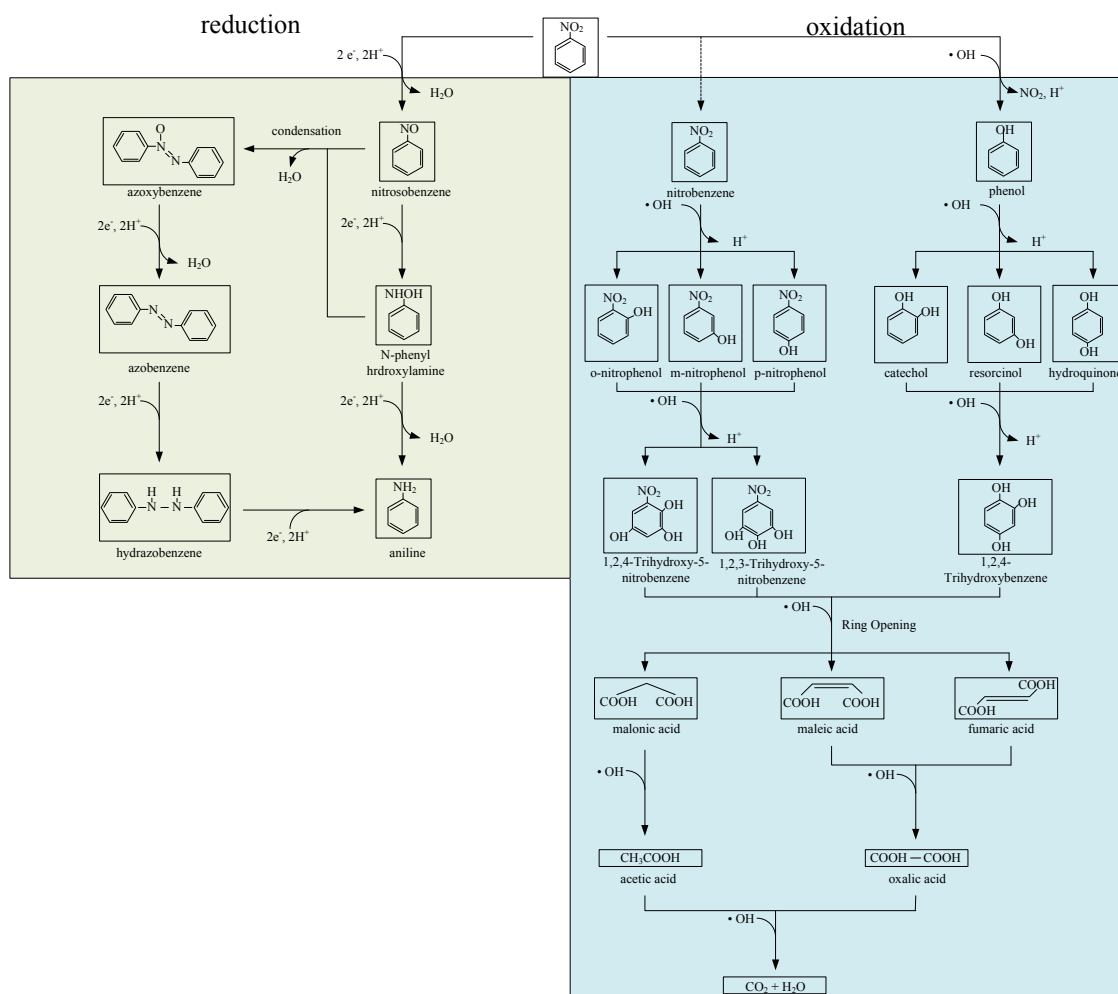 reduction
oxidation
NO₂
2 e⁻, 2H⁺
H₂O
• OH
NO₂, H⁺
O
N
N
azoxybenzene
condensation
H₂O
NO
nitrosobenzene
NO₂
nitrobenzene
OH
phenol
2e⁻, 2H⁺
H₂O
2e⁻, 2H⁺
• OH
H⁺
• OH
H⁺
N
N
azobenzene
NHOH
N-phenyl
hrdroxylamine
NO₂
OH
o-nitrophenol
NO₂
OH
m-nitrophenol
NO₂
OH
p-nitrophenol
OH
OH
catechol
OH
OH
resorcinol
OH
OH
hydroquinone
2e⁻, 2H⁺
2e⁻, 2H⁺
H₂O
• OH
H⁺
• OH
H⁺
H H
N N
hydrazobenzene
2e⁻, 2H⁺
NH₂
aniline
NO₂
OH
OH
OH
1,2,4-Trihydroxy-5-
nitrobenzene
NO₂
OH
OH
OH
1,2,3-Trihydroxy-5-
nitrobenzene
OH
OH
OH
1,2,4-
Trihydroxybenzene
• OH
Ring Opening
COOH COOH
malonic acid
COOH COOH
maleic acid
COOH
COOH
fumaric acid
• OH
• OH
CH₃COOH
acetic acid
COOH — COOH
oxalic acid
• OH
CO₂ + H₂O